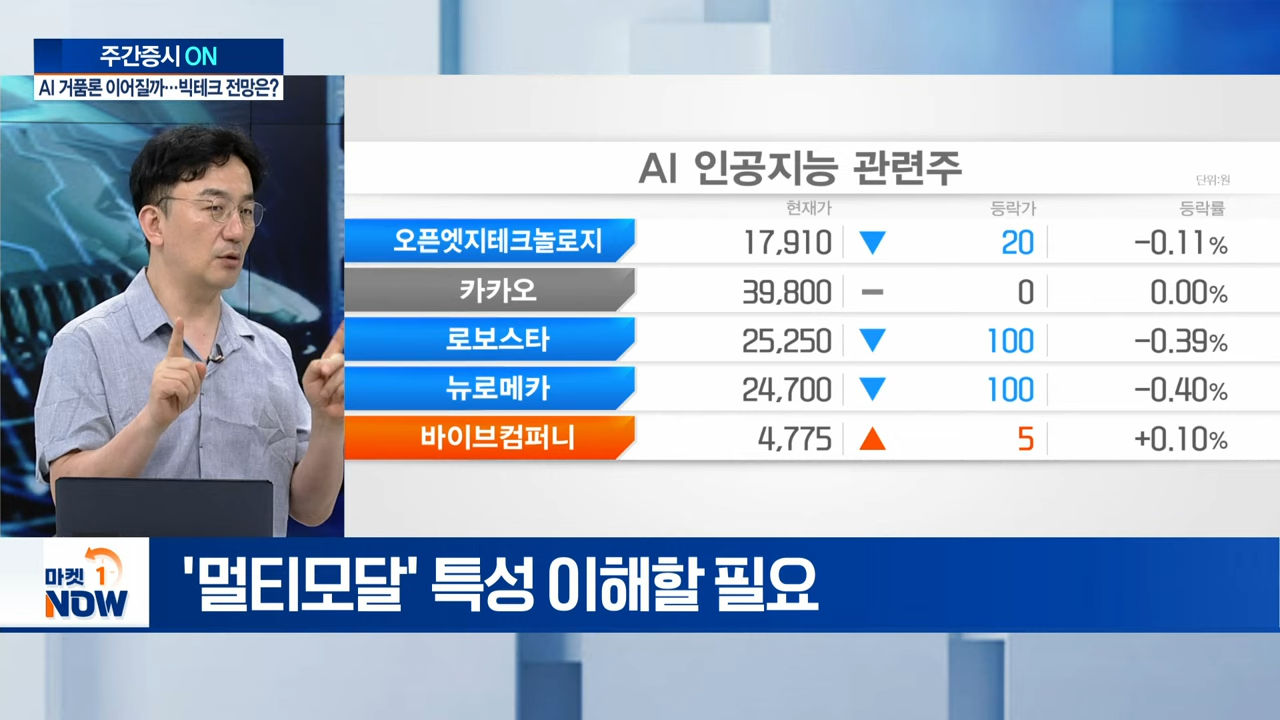 주간증시 ON
AI 거품론 이어질까…빅테크 전망은?
AI 인공지능 관련주
단위:원
현재가 등락가 등락률
오픈엣지테크놀로지 17,910 ▼ 20 -0.11%
카카오 39,800 - 0 0.00%
로보스타 25,250 ▼ 100 -0.39%
뉴로메카 24,700 ▼ 100 -0.40%
바이브컴퍼니 4,775 ▲ 5 +0.10%
마켓 1
NOW
'멀티모달' 특성 이해할 필요